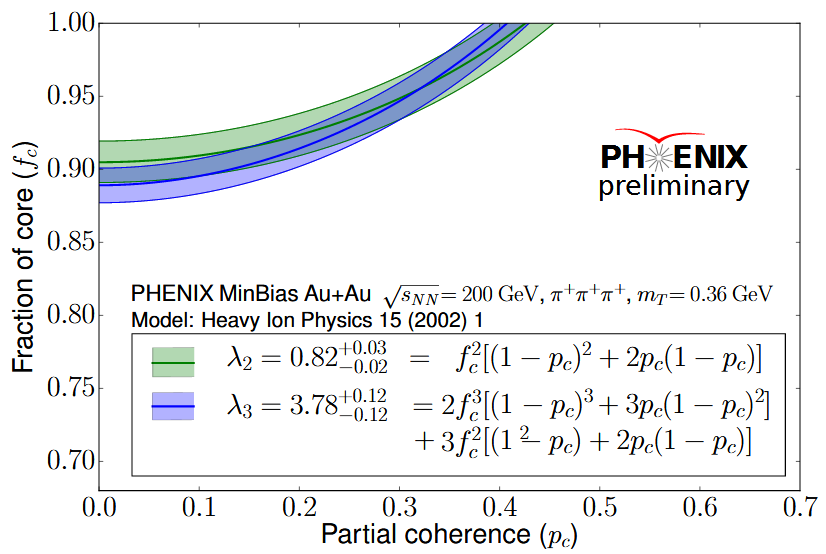 1.00
0.95
0.90
0.85
0.80
0.75
0.70
Fraction of core (f_c)
PHENIX
preliminary
PHENIX MinBias Au+Au √s_NN = 200 GeV, π⁺π⁺π⁺, m_T = 0.36 GeV
Model: Heavy Ion Physics 15 (2002) 1
λ₂ = 0.82 +0.03 −0.02 = f_c²[(1 − p_c)² + 2p_c(1 − p_c)]
λ₃ = 3.78 +0.12 −0.12 = 2f_c³[(1 − p_c)³ + 3p_c(1 − p_c)²]
+ 3f_c²[(1 ²− p_c) + 2p_c(1 − p_c)]
0.0 0.1 0.2 0.3 0.4 0.5 0.6 0.7
Partial coherence (p_c)